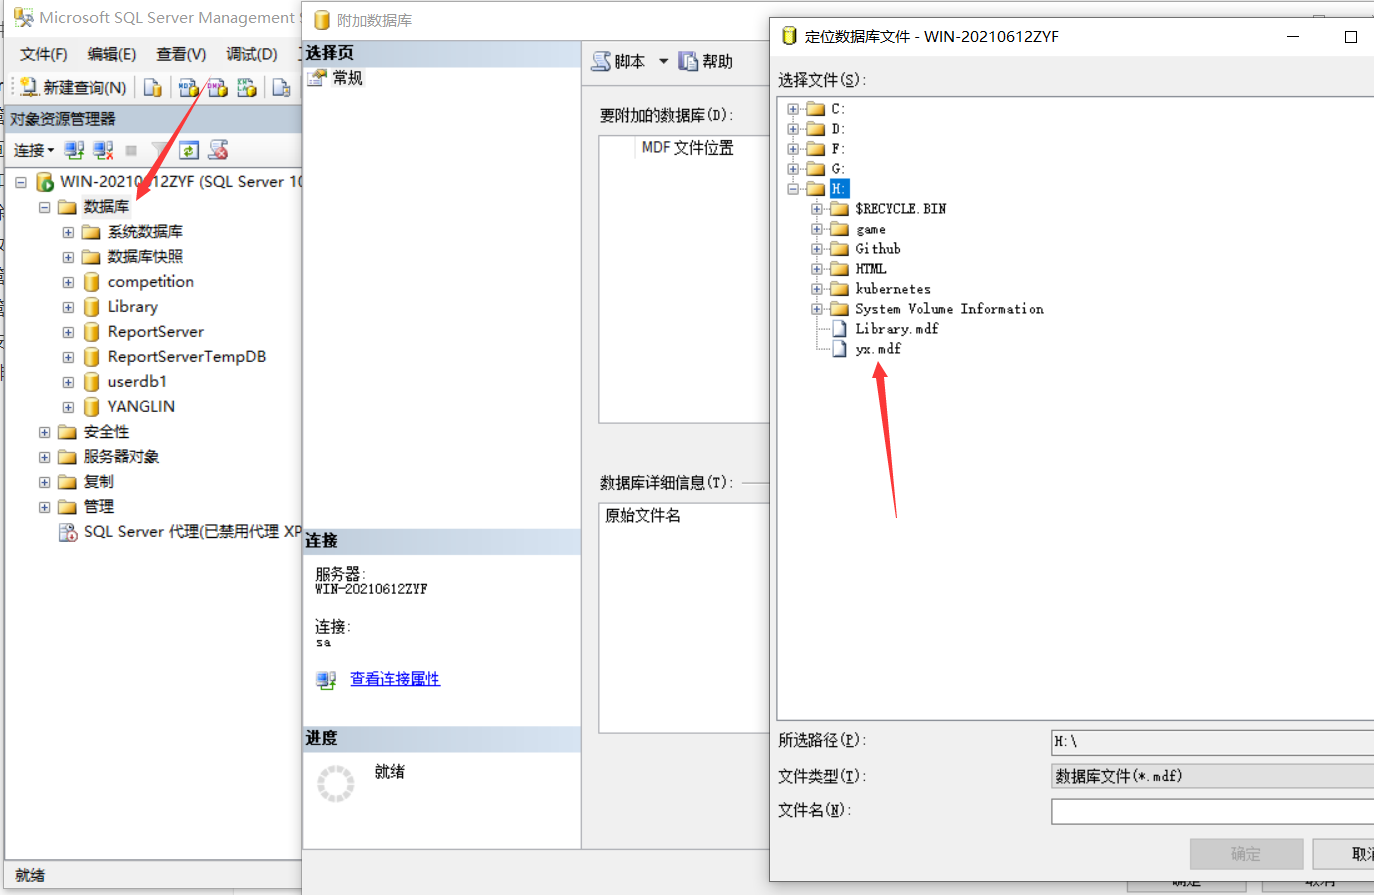 Microsoft SQL Server Management
文件(F) 编辑(E) 查看(V) 调试(D)
新建查询(N)
对象资源管理器
连接
WIN-20210612ZYF (SQL Server 10
数据库
系统数据库
数据库快照
competition
Library
ReportServer
ReportServerTempDB
userdb1
YANGLIN
安全性
服务器对象
复制
管理
SQL Server 代理(已禁用代理 XP
就绪
附加数据库
选择页
常规
连接
服务器:
WIN-20210612ZYF
连接:
sa
查看连接属性
进度
就绪
脚本 帮助
要附加的数据库(D):
MDF 文件位置
数据库详细信息(T):
原始文件名
确定 取消
定位数据库文件 - WIN-20210612ZYF
选择文件(S):
C:
D:
F:
G:
H:
$RECYCLE.BIN
game
Github
HTML
kubernetes
System Volume Information
Library.mdf
yx.mdf
所选路径(P):
H:\
文件类型(T):
数据库文件(*.mdf)
文件名(N):
确定 取消